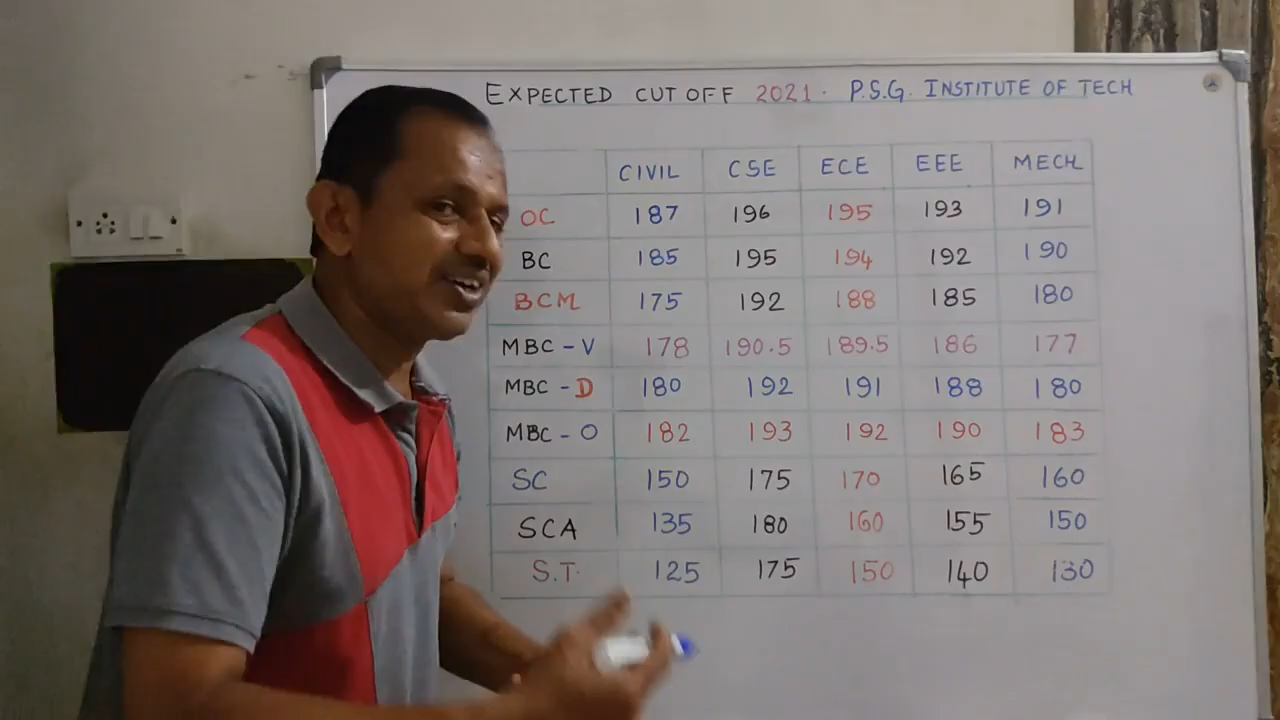 EXPECTED CUT OFF 2021. P.S.G. INSTITUTE OF TECH
CIVIL CSE ECE EEE MECH
OC 187 196 195 193 191
BC 185 195 194 192 190
BCM 175 192 188 185 180
MBC - V 178 190.5 189.5 186 177
MBC - D 180 192 191 188 180
MBC - O 182 193 192 190 183
SC 150 175 170 165 160
SCA 135 180 160 155 150
S.T. 125 175 150 140 130